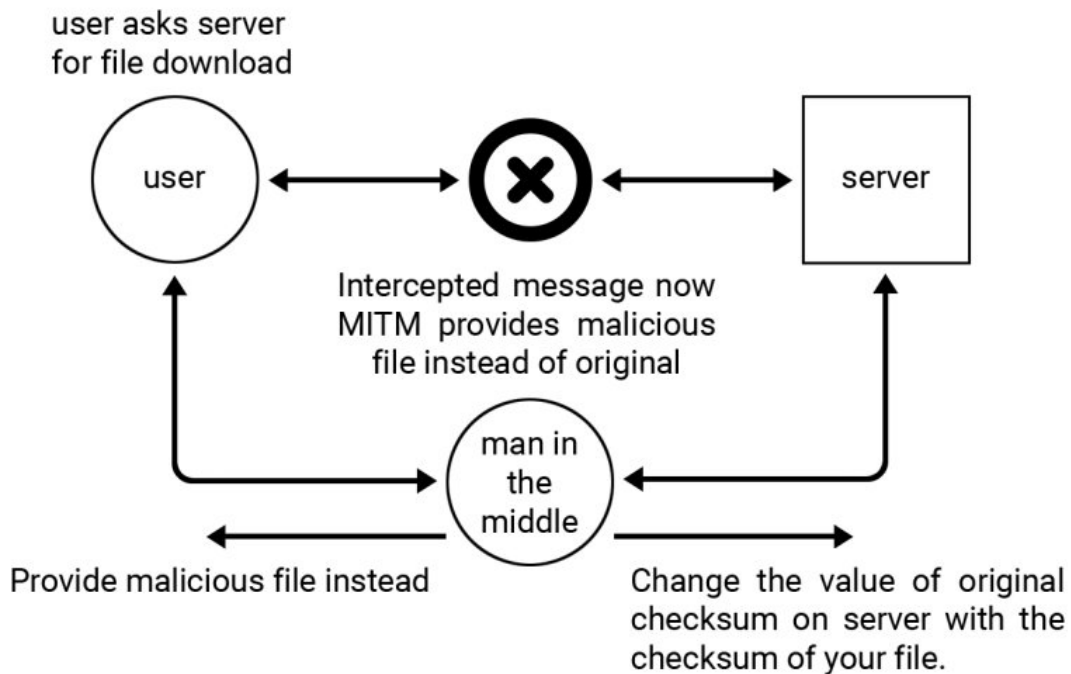 user asks server
for file download
user
server
Intercepted message now
MITM provides malicious
file instead of original
man in
the
middle
Provide malicious file instead
Change the value of original
checksum on server with the
checksum of your file.